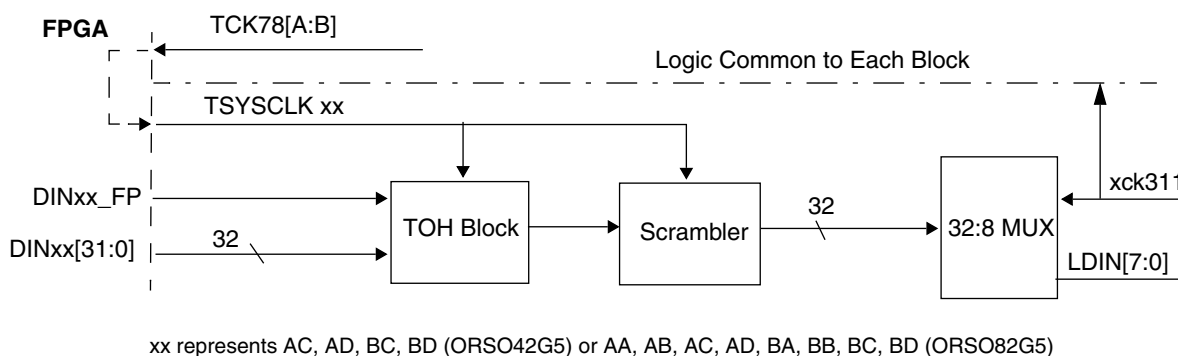 FPGA
TCK78[A:B]
Logic Common to Each Block
TSYSCLK xx
DINxx_FP
DINxx[31:0]
32
TOH Block
Scrambler
32
32:8 MUX
xck311
LDIN[7:0]
xx represents AC, AD, BC, BD (ORSO42G5) or AA, AB, AC, AD, BA, BB, BC, BD (ORSO82G5)